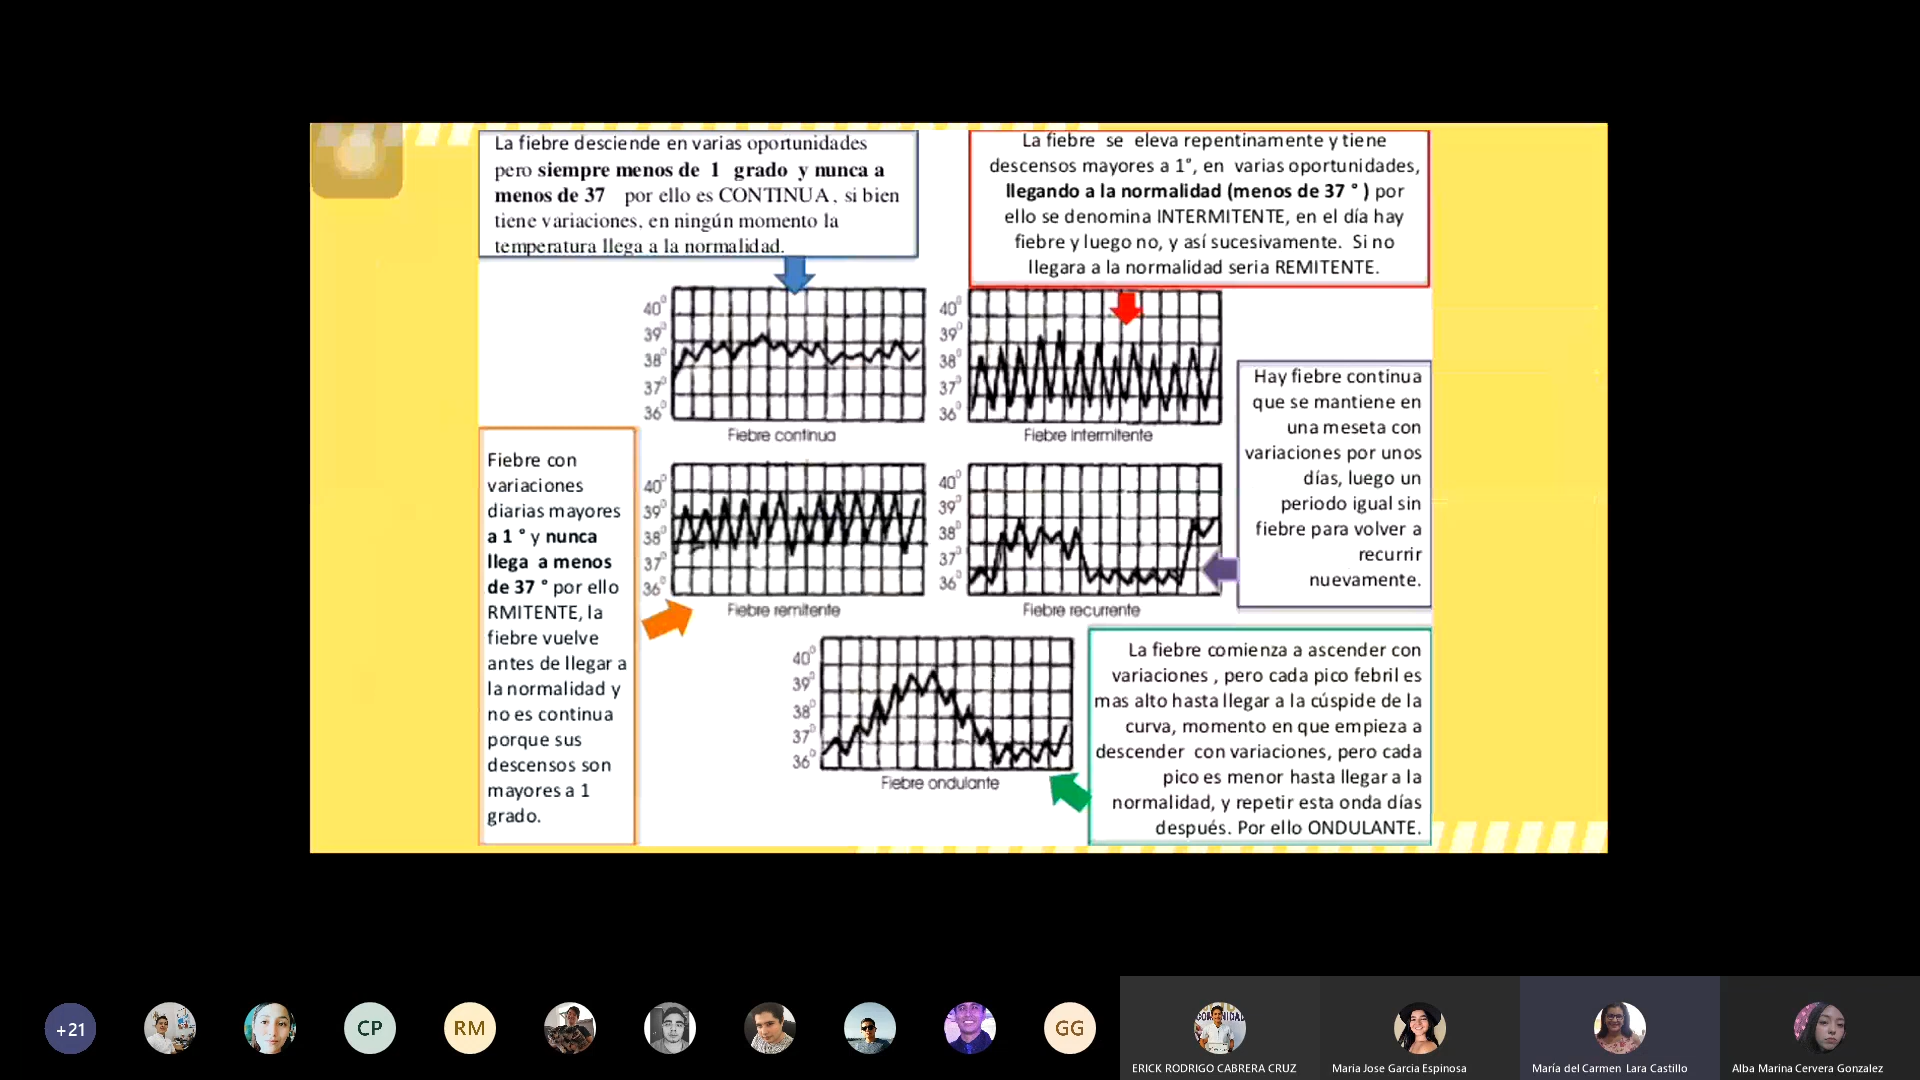 La fiebre desciende en varias oportunidades
pero siempre menos de 1 grado y nunca a
menos de 37 por ello es CONTINUA, si bien
tiene variaciones, en ningún momento la
temperatura llega a la normalidad.
La fiebre se eleva repentinamente y tiene
descensos mayores a 1°, en varias oportunidades,
llegando a la normalidad (menos de 37 ° ) por
ello se denomina INTERMITENTE, en el día hay
fiebre y luego no, y así sucesivamente. Si no
llegara a la normalidad seria REMITENTE.
40°
39°
38°
37°
36°
Fiebre continua
40°
39°
38°
37°
36°
Fiebre intermitente
Hay fiebre continua
que se mantiene en
una meseta con
variaciones por unos
días, luego un
periodo igual sin
fiebre para volver a
recurrir
nuevamente.
Fiebre con
variaciones
diarias mayores
a 1 ° y nunca
llega a menos
de 37 ° por ello
RMITENTE, la
fiebre vuelve
antes de llegar a
la normalidad y
no es continua
porque sus
descensos son
mayores a 1
grado.
40°
39°
38°
37°
36°
Fiebre remitente
40°
39°
38°
37°
36°
Fiebre recurrente
40°
39°
38°
37°
36°
Fiebre ondulante
La fiebre comienza a ascender con
variaciones , pero cada pico febril es
mas alto hasta llegar a la cúspide de la
curva, momento en que empieza a
descender con variaciones, pero cada
pico es menor hasta llegar a la
normalidad, y repetir esta onda días
después. Por ello ONDULANTE.
+21
CP
RM
GG
ERICK RODRIGO CABRERA CRUZ
Maria Jose Garcia Espinosa
María del Carmen Lara Castillo
Alba Marina Cervera Gonzalez